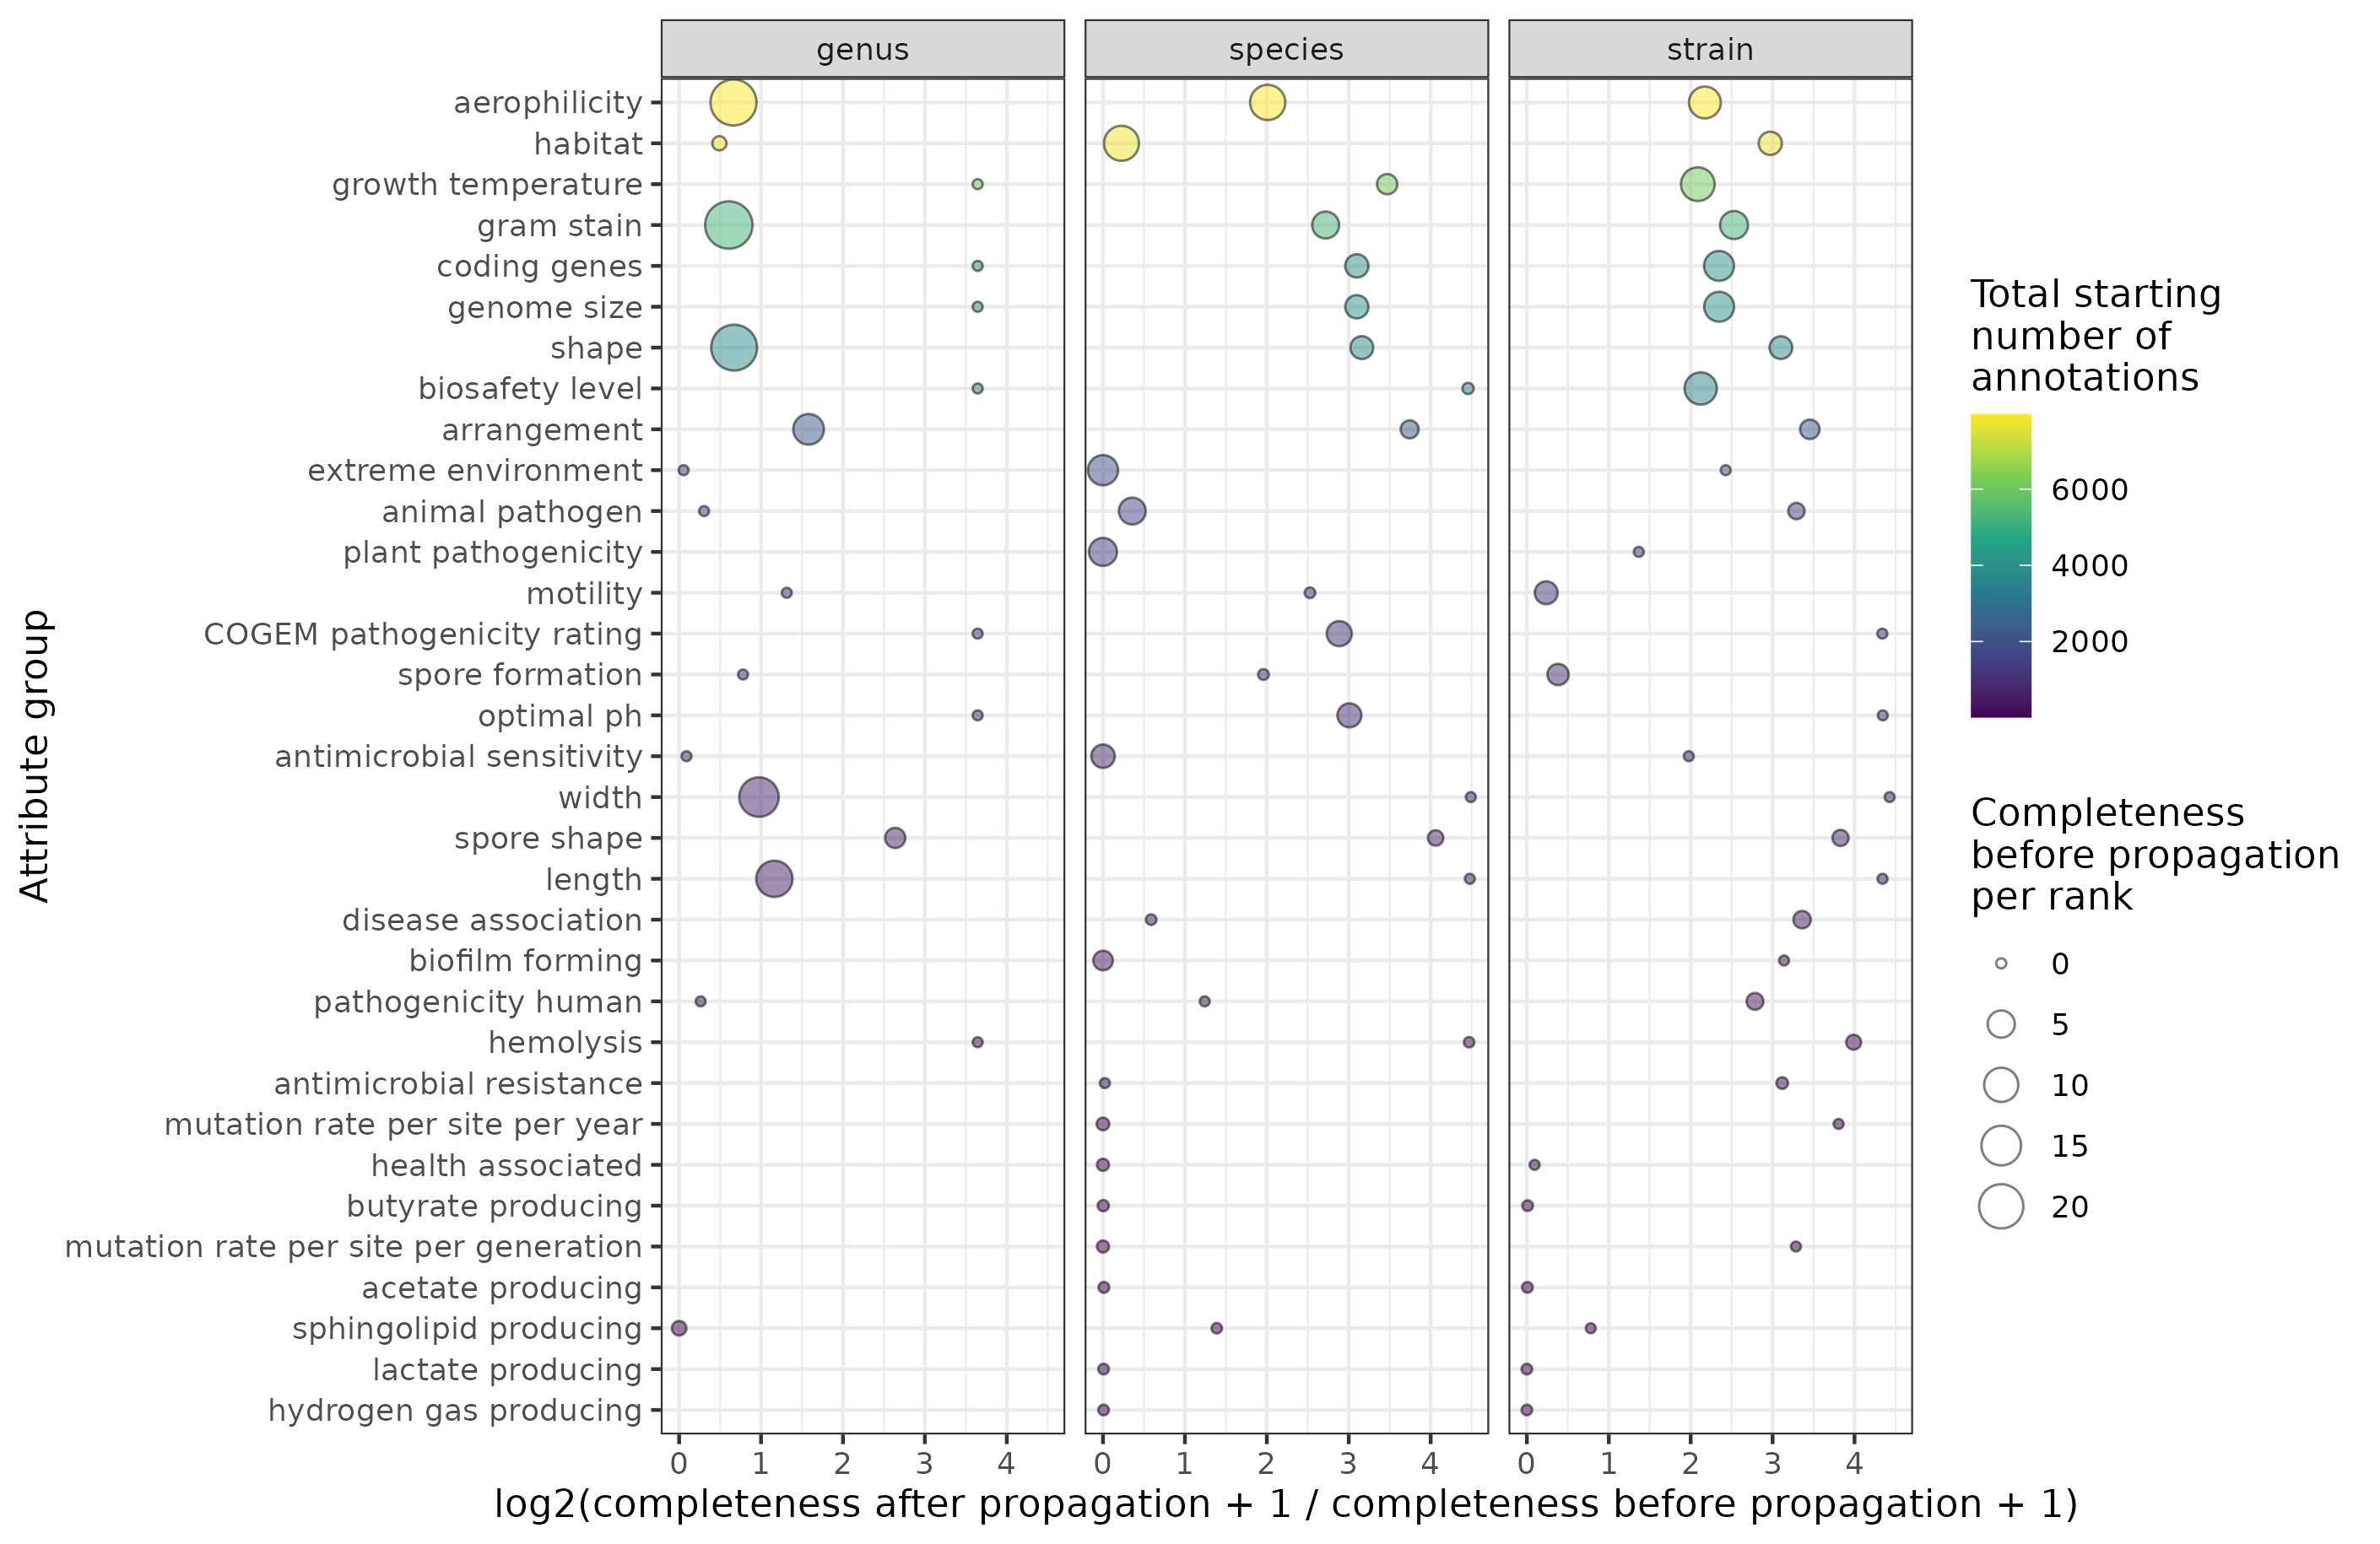 genus
species
strain
aerophilicity
habitat
growth temperature
gram stain
coding genes
genome size
shape
biosafety level
arrangement
extreme environment
animal pathogen
plant pathogenicity
motility
COGEM pathogenicity rating
spore formation
optimal ph
antimicrobial sensitivity
width
spore shape
length
disease association
biofilm forming
pathogenicity human
hemolysis
antimicrobial resistance
mutation rate per site per year
health associated
butyrate producing
mutation rate per site per generation
acetate producing
sphingolipid producing
lactate producing
hydrogen gas producing
Attribute group
0 1 2 3 4
0 1 2 3 4
0 1 2 3 4
log2(completeness after propagation + 1 / completeness before propagation + 1)
Total starting
number of
annotations
6000
4000
2000
Completeness
before propagation
per rank
0
5
10
15
20